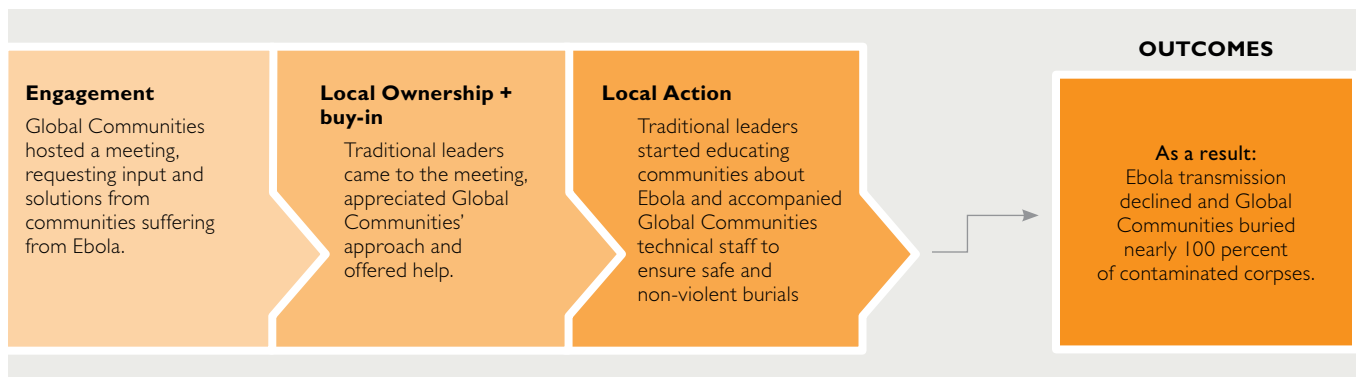 Engagement
Global Communities
hosted a meeting,
requesting input and
solutions from
communities suffering
from Ebola.
Local Ownership +
buy-in
Traditional leaders
came to the meeting,
appreciated Global
Communities’
approach and
offered help.
Local Action
Traditional leaders
started educating
communities about
Ebola and accompanied
Global Communities
technical staff to
ensure safe and
non-violent burials
OUTCOMES
As a result:
Ebola transmission
declined and Global
Communities buried
nearly 100 percent
of contaminated corpses.